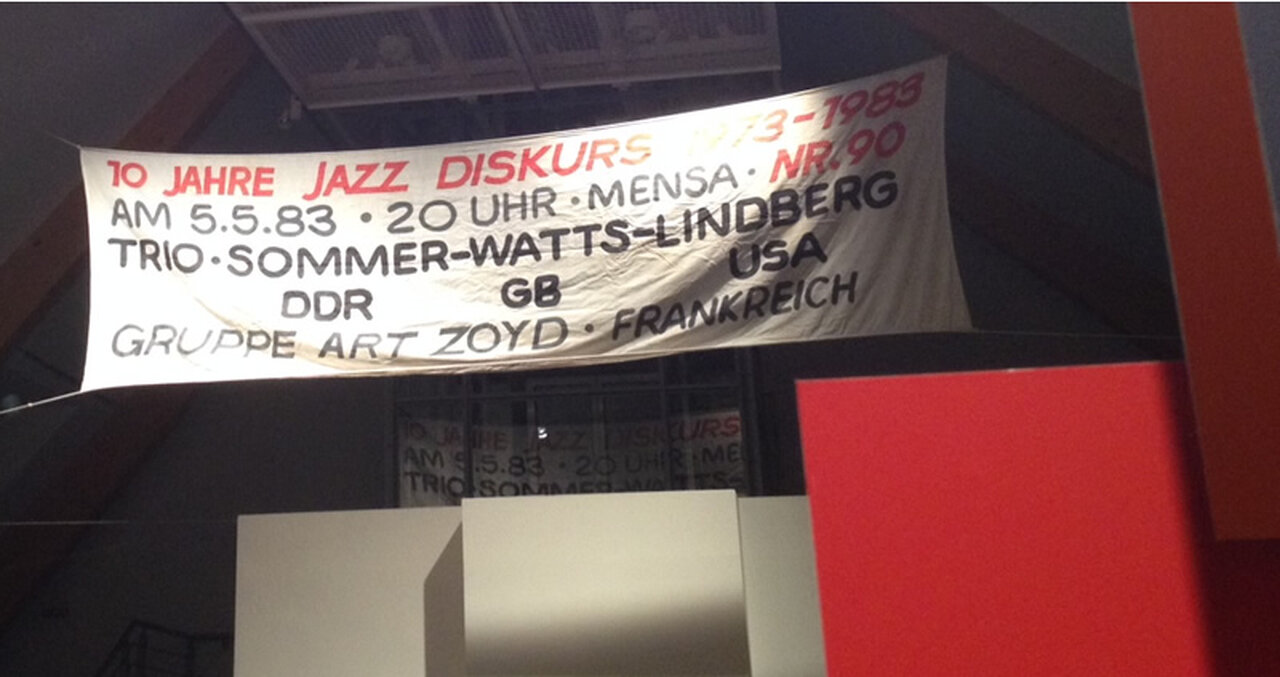 10 JAHRE JAZZ DISKURS 1973-1983
AM 5.5.83 · 20 UHR · MENSA · NR. 90
TRIO · SOMMER-WATTS-LINDBERG
DDR GB USA
GRUPPE ART ZOYD · FRANKREICH
10 JAHRE JAZZ DISKURS
AM 5.5.83 · 20 UHR · ME
TRIO · SOMMER-WATTS-